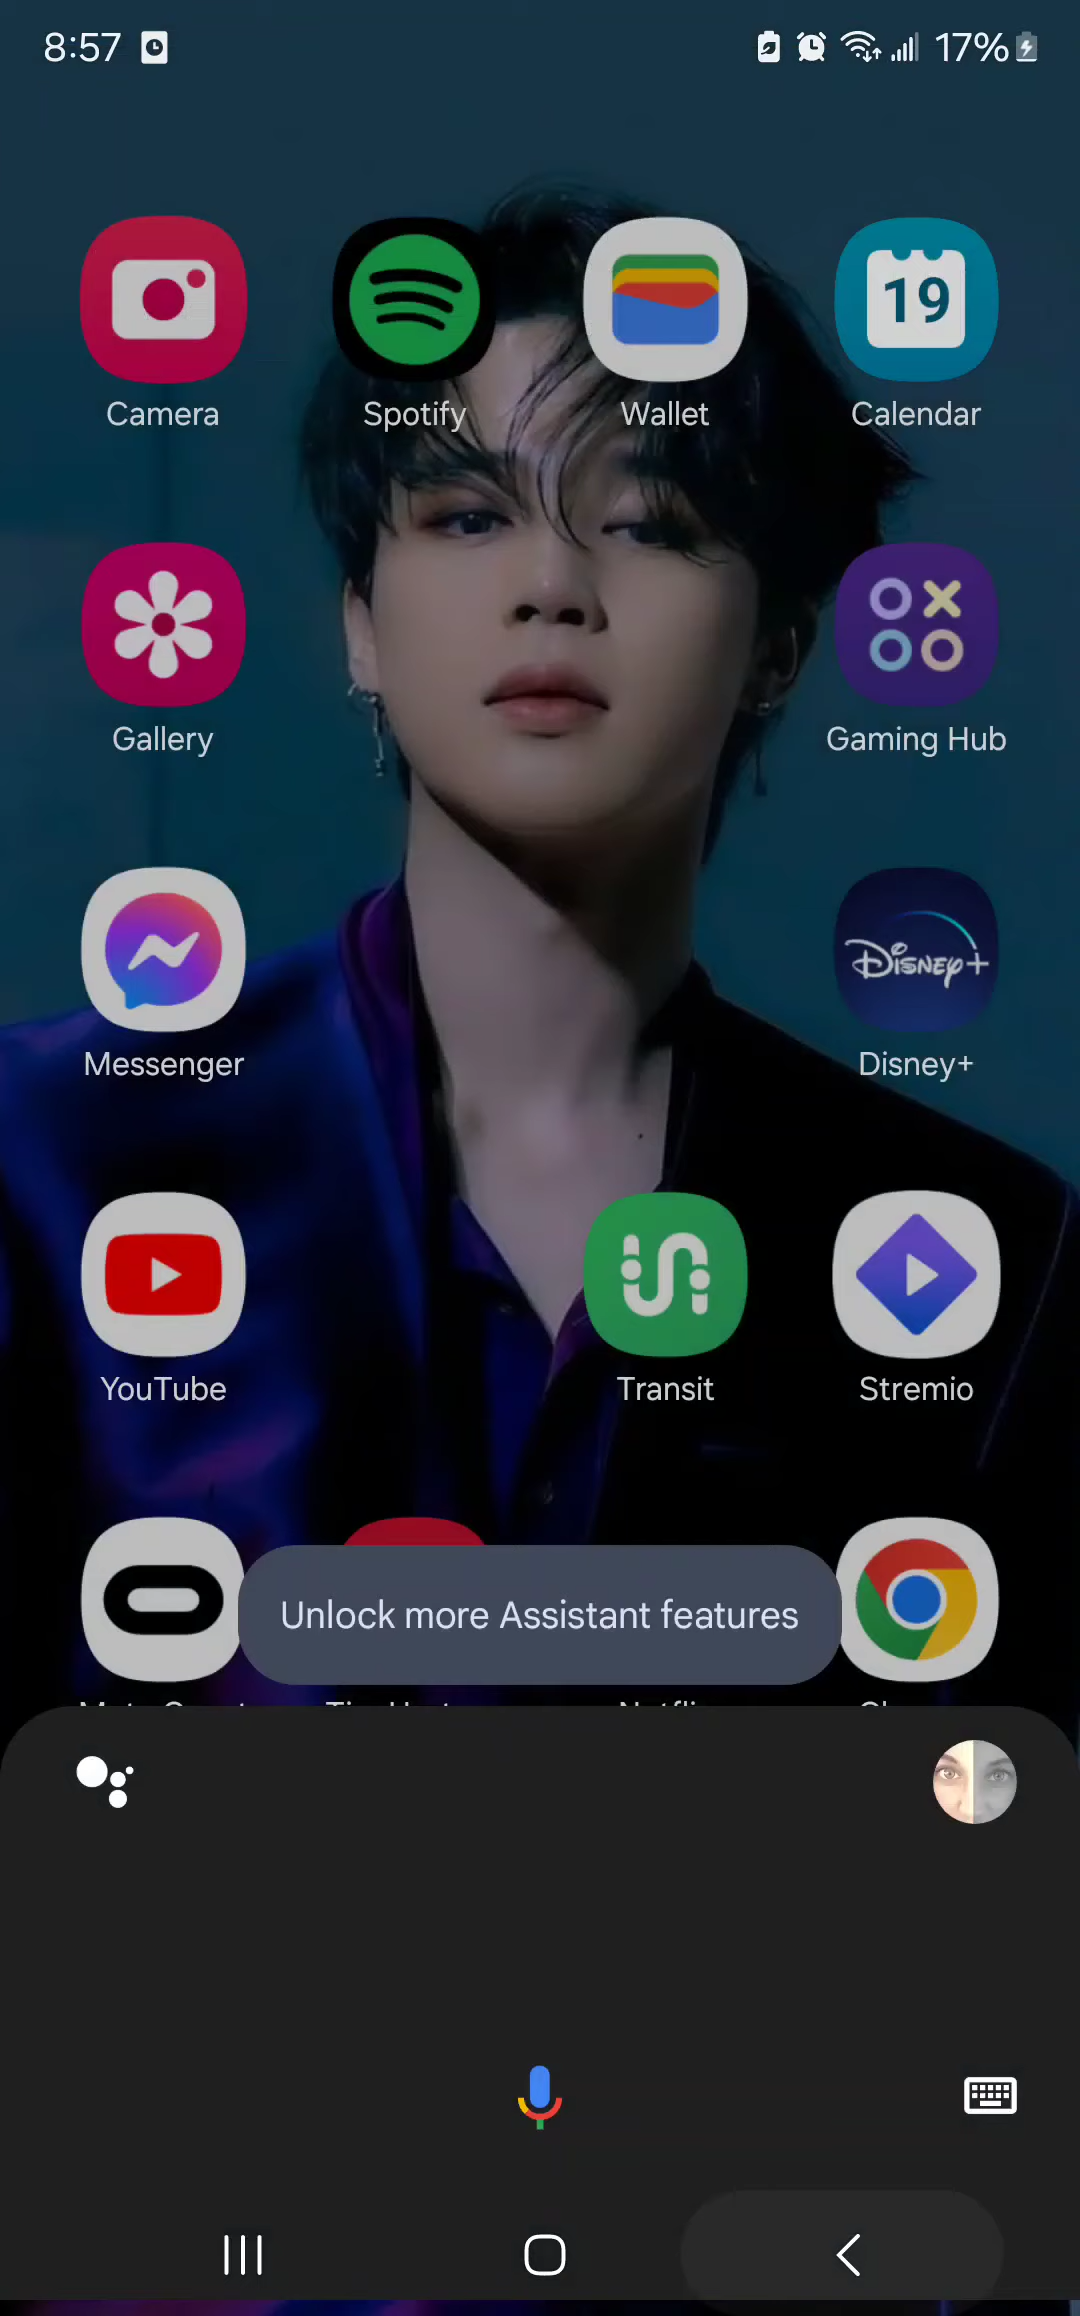 8:57 17%
19
Camera Spotify Wallet Calendar
Gallery Gaming Hub
Disney+
Messenger Disney+
YouTube Transit Stremio
Unlock more Assistant features